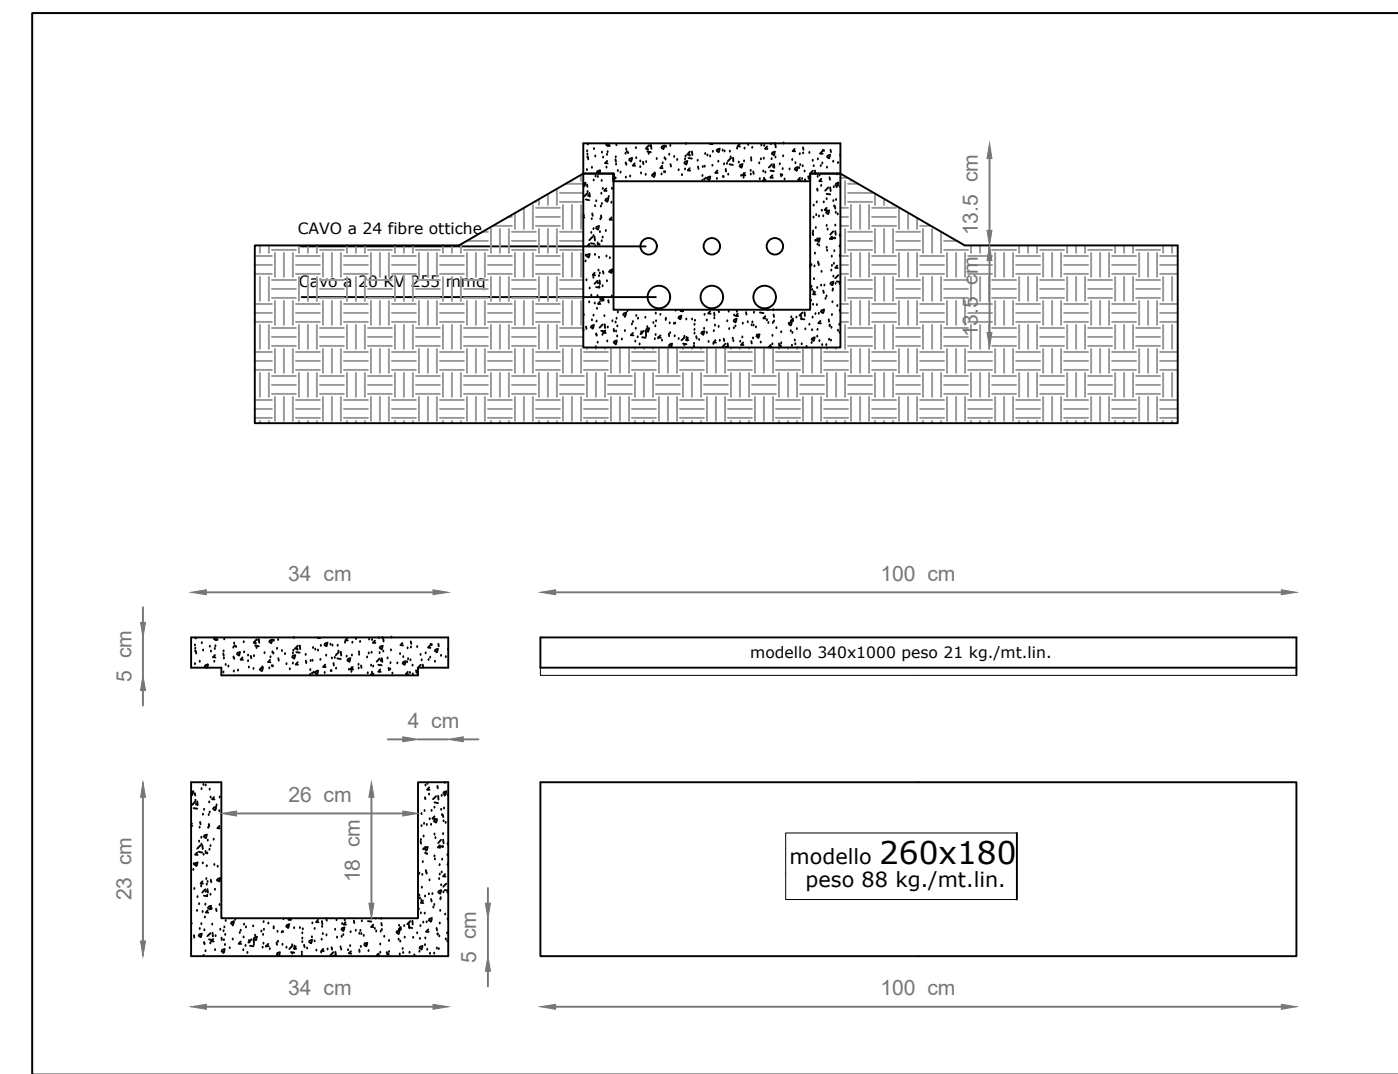 13.5 cm
CAVO a 24 fibre ottiche
Cavo a 20 KV 255 mmq
13.5 cm
34 cm
100 cm
5 cm
modello 340x1000 peso 21 kg./mt.lin.
4 cm
26 cm
18 cm
23 cm
modello 260x180
peso 88 kg./mt.lin.
5 cm
34 cm
100 cm